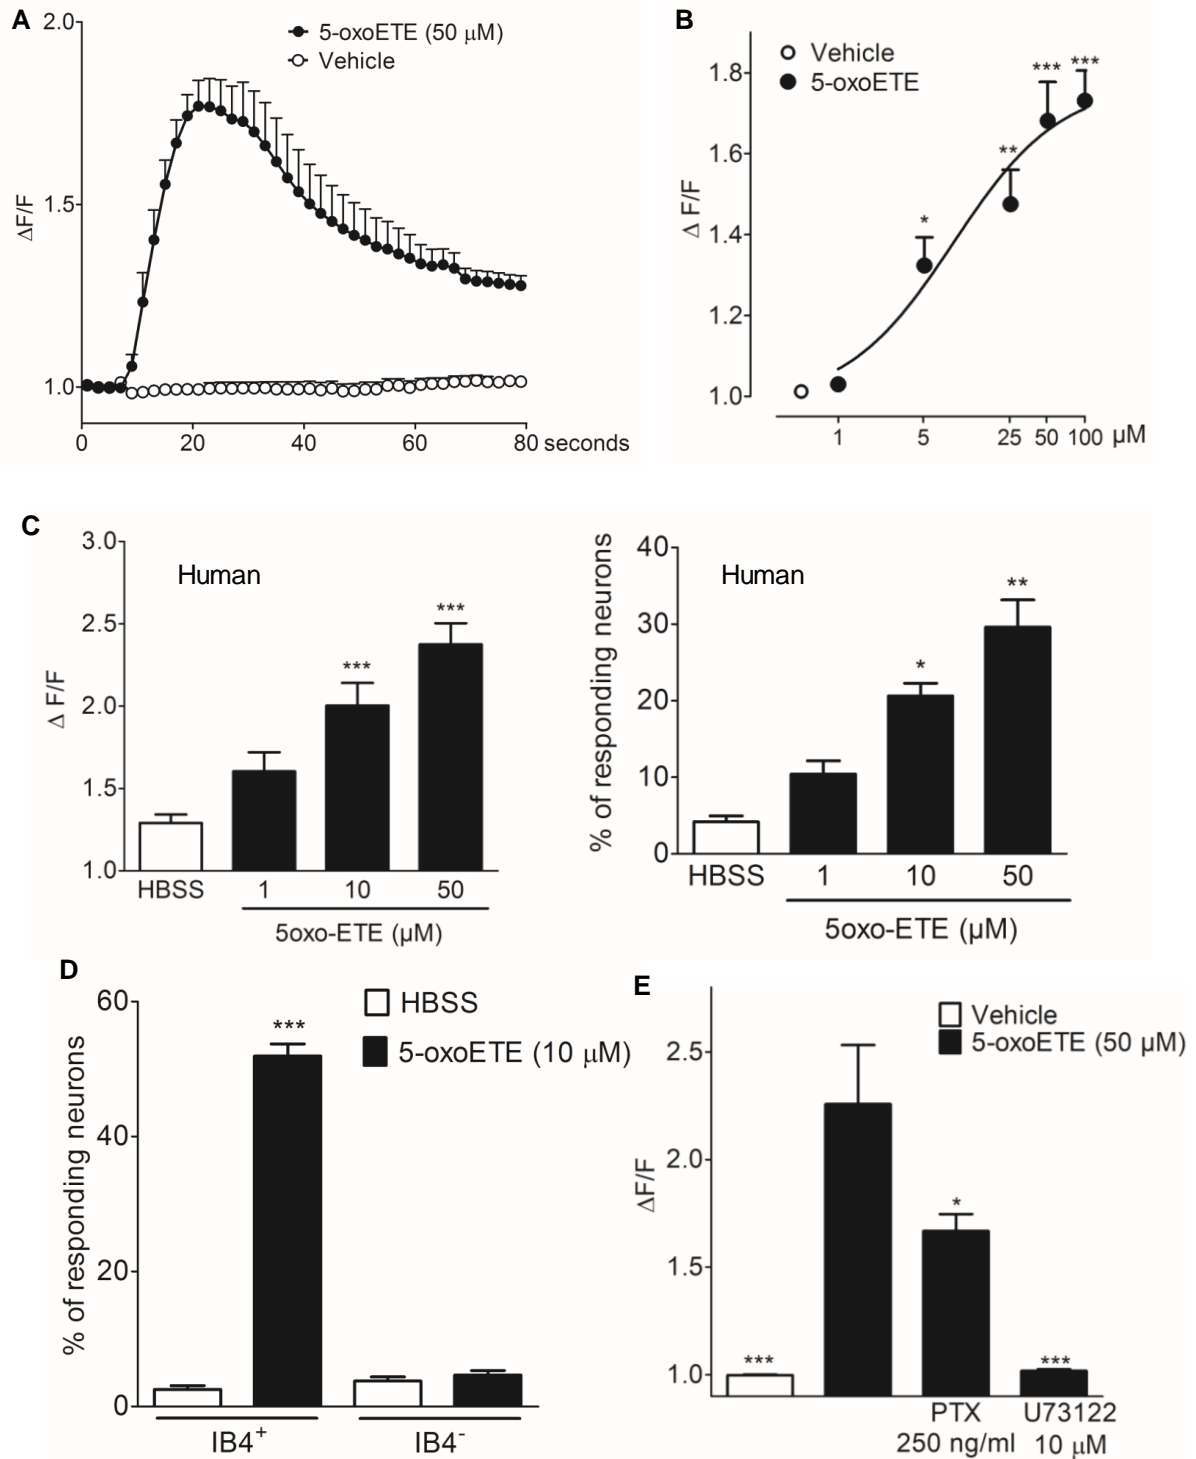 A
2.0
5-oxoETE (50 µM)
Vehicle
ΔF/F
1.5
1.0
0 20 40 60 80 seconds
B
Vehicle
5-oxoETE
Δ F/F
1.8
1.6
1.4
1.2
1.0
*
**
***
***
1 5 25 50 100 µM
C
Human
Δ F/F
3.0
2.5
2.0
1.5
1.0
***
***
HBSS 1 10 50
5oxo-ETE (µM)
Human
% of responding neurons
40
30
20
10
0
*
**
HBSS 1 10 50
5oxo-ETE (µM)
D
HBSS
5-oxoETE (10 µM)
% of responding neurons
60
40
20
0
***
IB4+ IB4-
E
Vehicle
5-oxoETE (50 µM)
ΔF/F
2.5
2.0
1.5
1.0
***
*
***
PTX U73122
250 ng/ml 10 µM